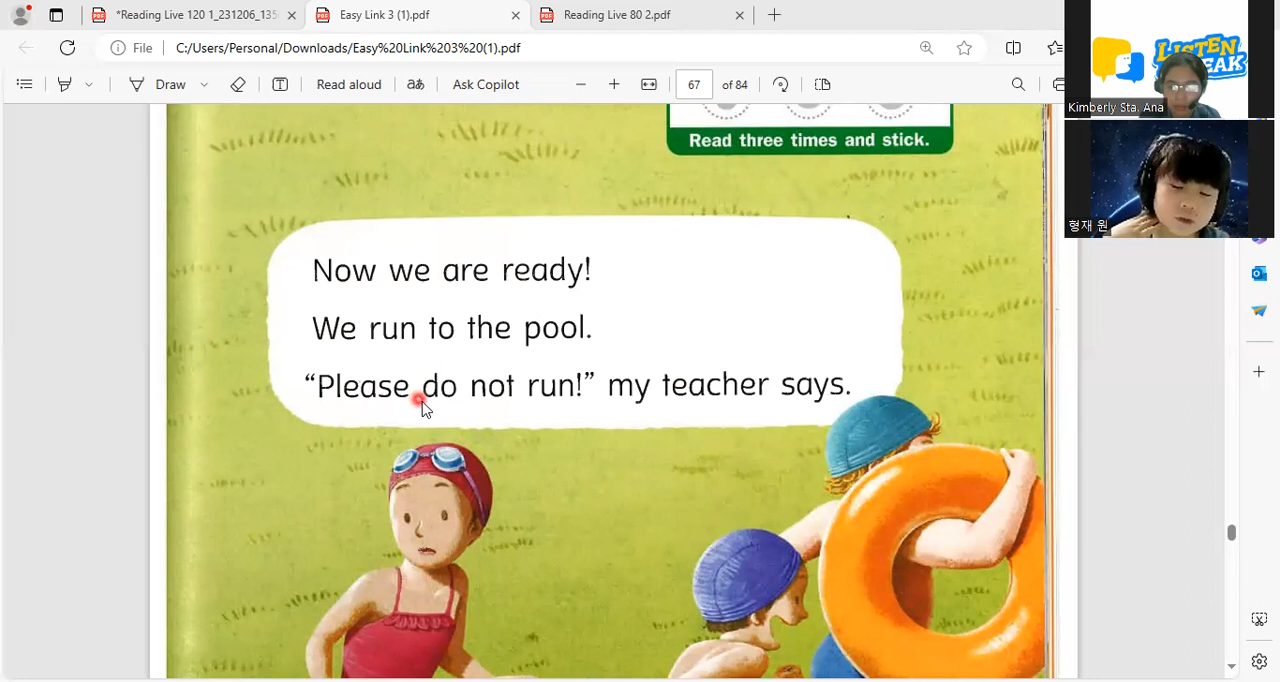 *Reading Live 120 1_231206_135
Easy Link 3 (1).pdf
Reading Live 80 2.pdf
File
C:/Users/Personal/Downloads/Easy%20Link%203%20(1).pdf
Draw
Read aloud
aあ
Ask Copilot
67
of 84
LISTEN
SPEAK
Kimberly Sta. Ana
형재 원
Read three times and stick.
Now we are ready!
We run to the pool.
“Please do not run!” my teacher says.